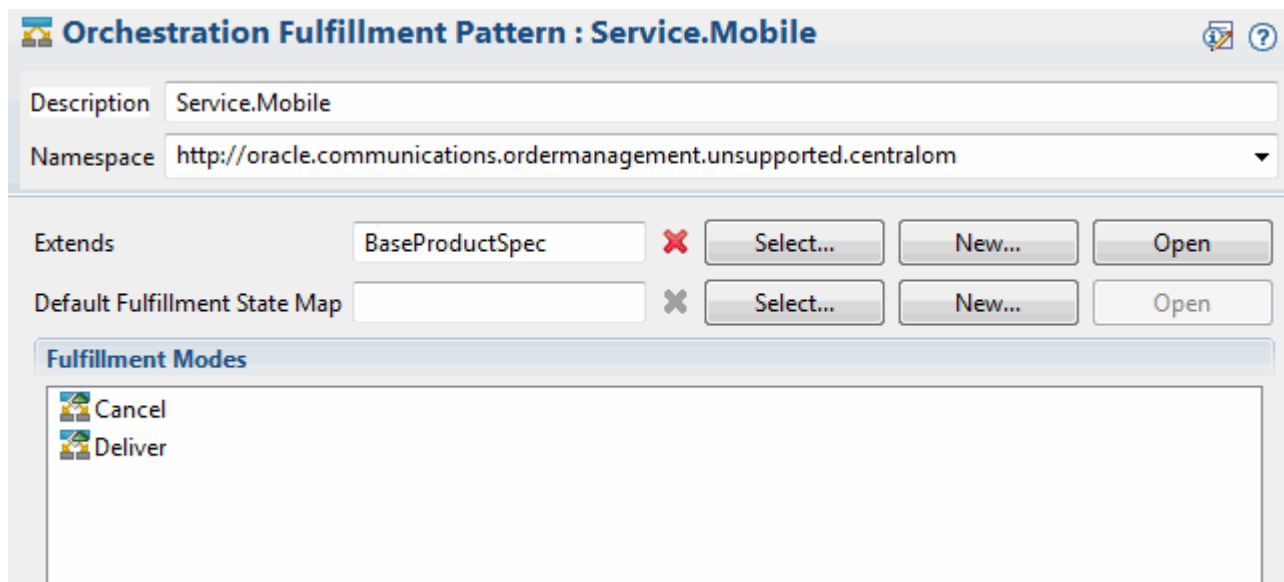 Orchestration Fulfillment Pattern : Service.Mobile
Description Service.Mobile
Namespace http://oracle.communications.ordermanagement.unsupported.centralom
Extends BaseProductSpec Select... New... Open
Default Fulfillment State Map Select... New... Open
Fulfillment Modes
Cancel
Deliver